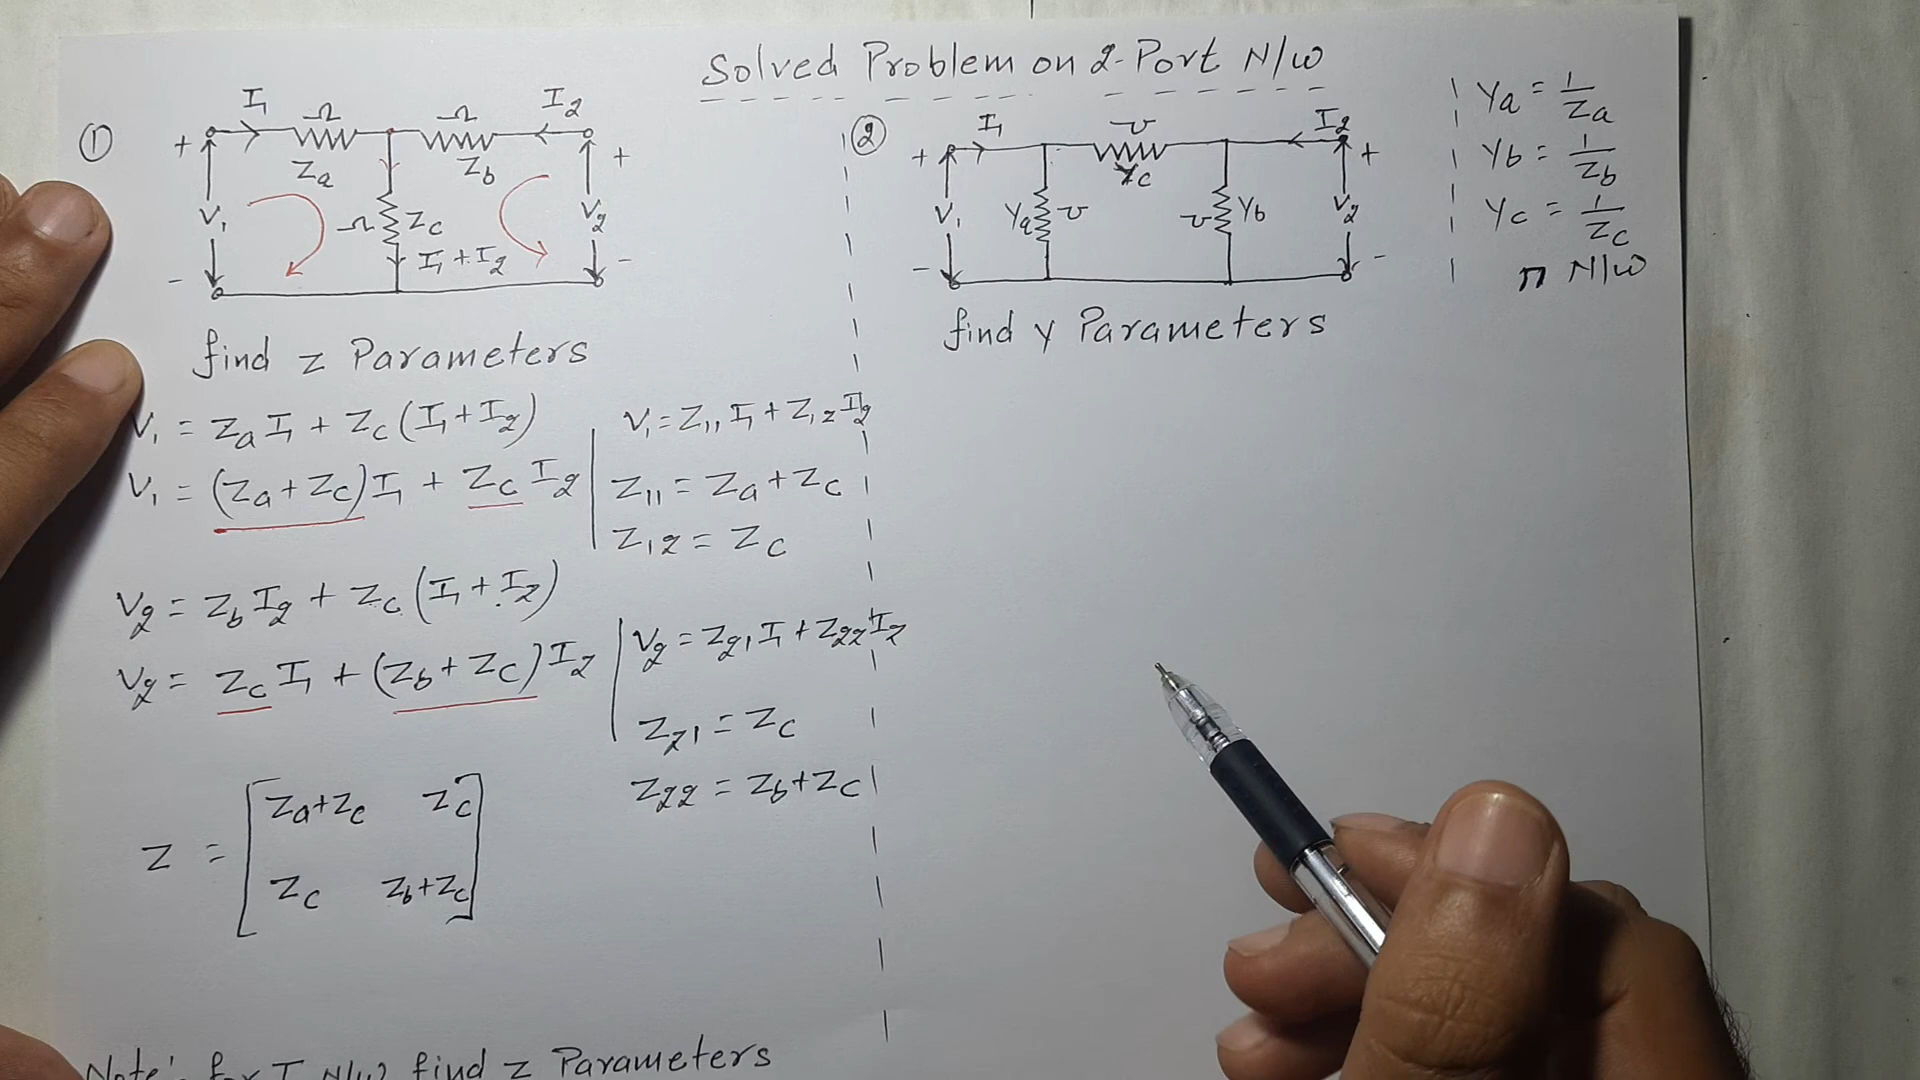 Solved Problem on 2-Port N/W
①
I₁ Ω Ω I₂
+ Za Zb +
V₁ Ω Zc V₂
- I₁ + I₂ -
find z Parameters
V₁ = Za I₁ + Zc (I₁ + I₂)
V₁ = (Za + Zc) I₁ + Zc I₂
V₁ = Z₁₁ I₁ + Z₁₂ I₂
Z₁₁ = Za + Zc
Z₁₂ = Zc
V₂ = Zb I₂ + Zc (I₁ + I₂)
V₂ = Zc I₁ + (Zb + Zc) I₂
V₂ = Z₂₁ I₁ + Z₂₂ I₂
Z₂₁ = Zc
Z₂₂ = Zb + Zc
Z = [ Za+Zc Zc
Zc Zb+Zc ]
Note: for T N/W find z Parameters
②
I₁ ℧ I₂
+ Yc +
V₁ Ya ℧ ℧ Yb V₂
- -
find y Parameters
Ya = 1/Za
Yb = 1/Zb
Yc = 1/Zc
π N/W